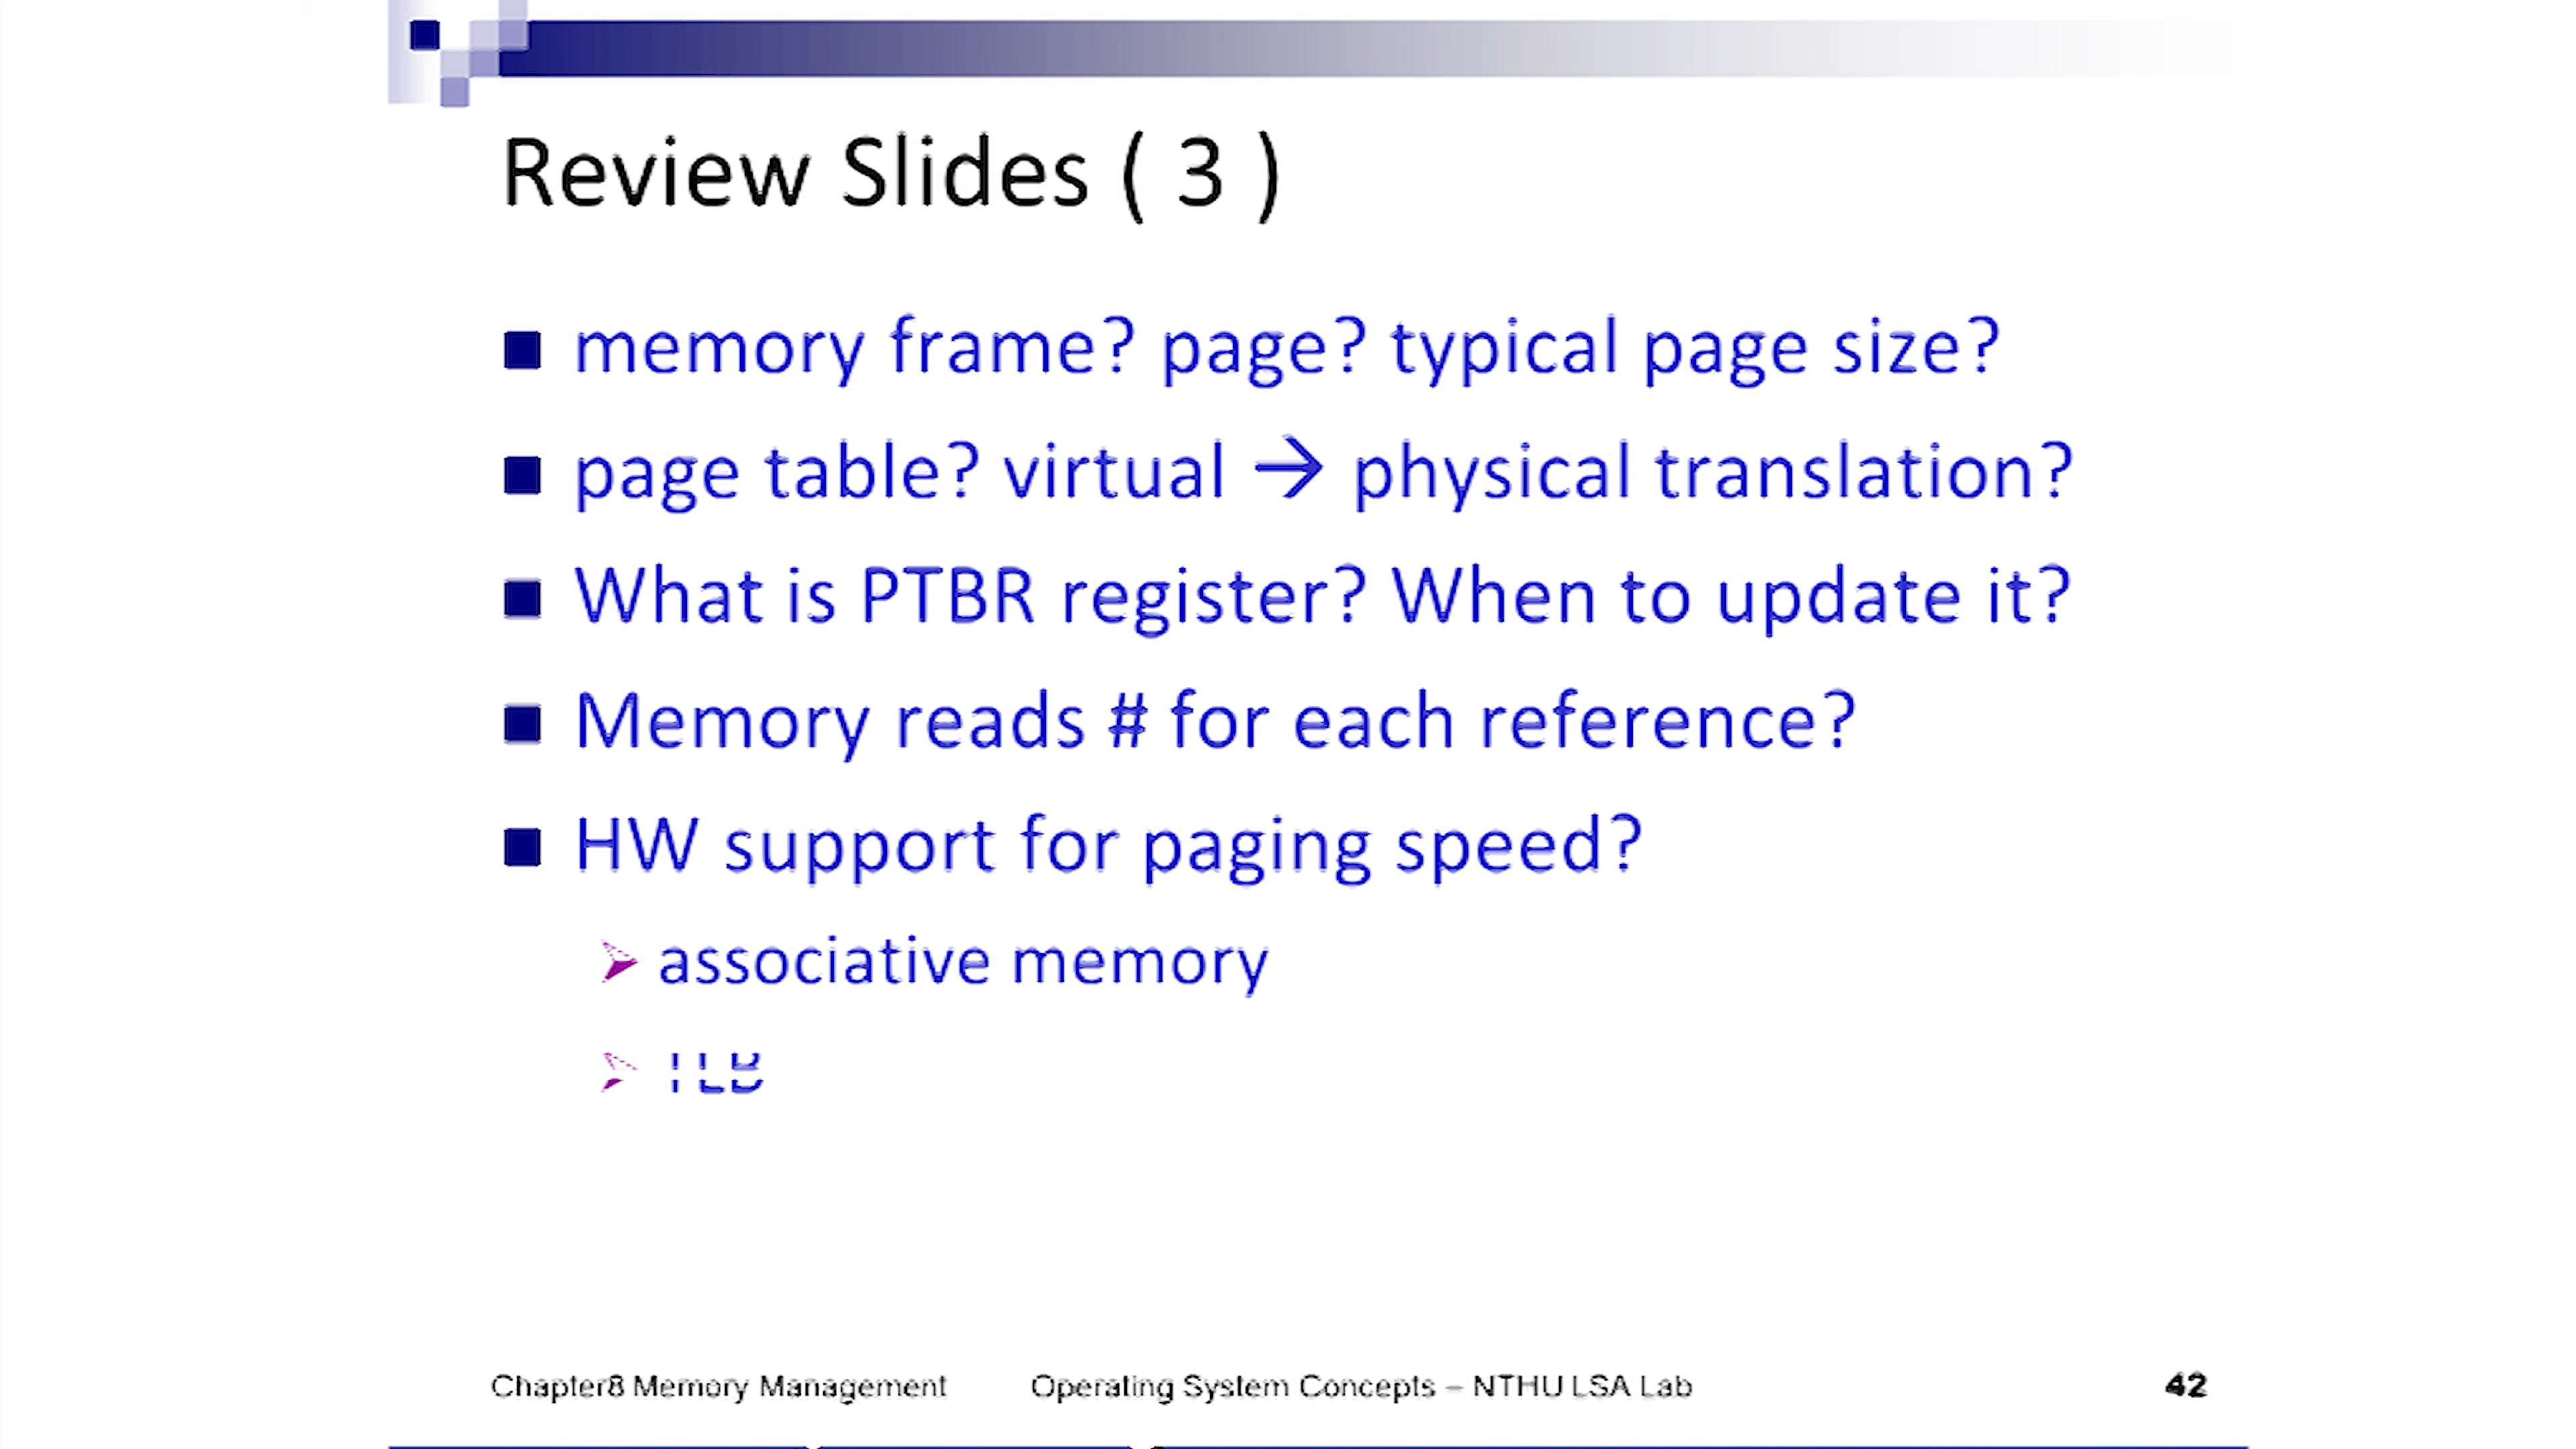 Review Slides ( 3 )
memory frame? page? typical page size?
page table? virtual → physical translation?
What is PTBR register? When to update it?
Memory reads # for each reference?
HW support for paging speed?
associative memory
TLB
Chapter8 Memory Management Operating System Concepts – NTHU LSA Lab 42